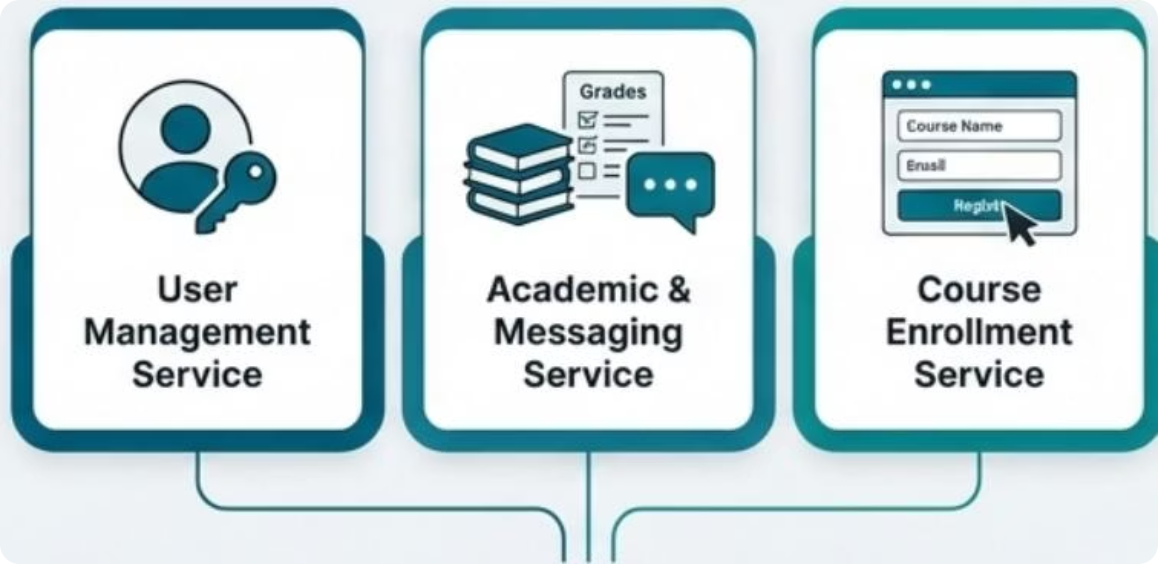 User
Management
Service
Grades
Academic &
Messaging
Service
Course Name
Course
Enrollment
Service